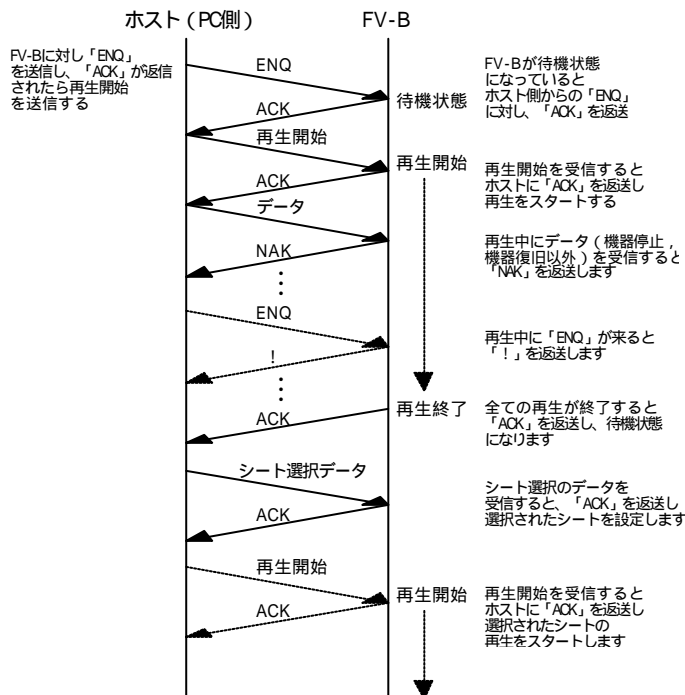 ホスト（PC側）
FV-B
FV-Bに対し「ENQ」
を送信し、「ACK」が返信
されたら再生開始
を送信する
ENQ
FV-Bが待機状態
になっていると
ホスト側からの「ENQ」
に対し、「ACK」を返送
待機状態
ACK
再生開始
再生開始
再生開始を受信すると
ホストに「ACK」を返送し
再生をスタートする
ACK
データ
再生中にデータ（機器停止，
機器復旧以外）を受信すると
「NAK」を返送します
NAK
ENQ
再生中に「ENQ」が来ると
「！」を返送します
！
再生終了
全ての再生が終了すると
「ACK」を返送し、待機状態
になります
ACK
シート選択データ
シート選択のデータを
受信すると、「ACK」を返送し
選択されたシートを設定します
ACK
再生開始
再生開始
再生開始を受信すると
ホストに「ACK」を返送し
選択されたシートの
再生をスタートします
ACK